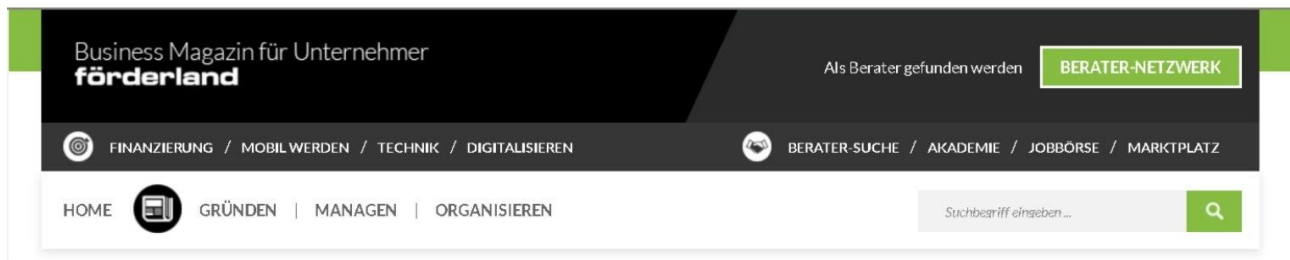 Business Magazin für Unternehmer
förderland
Als Berater gefunden werden
BERATER-NETZWERK
FINANZIERUNG / MOBIL WERDEN / TECHNIK / DIGITALISIEREN
BERATER-SUCHE / AKADEMIE / JOBBÖRSE / MARKTPLATZ
HOME GRÜNDEN | MANAGEN | ORGANISIEREN
Suchbegriff eingeben ...